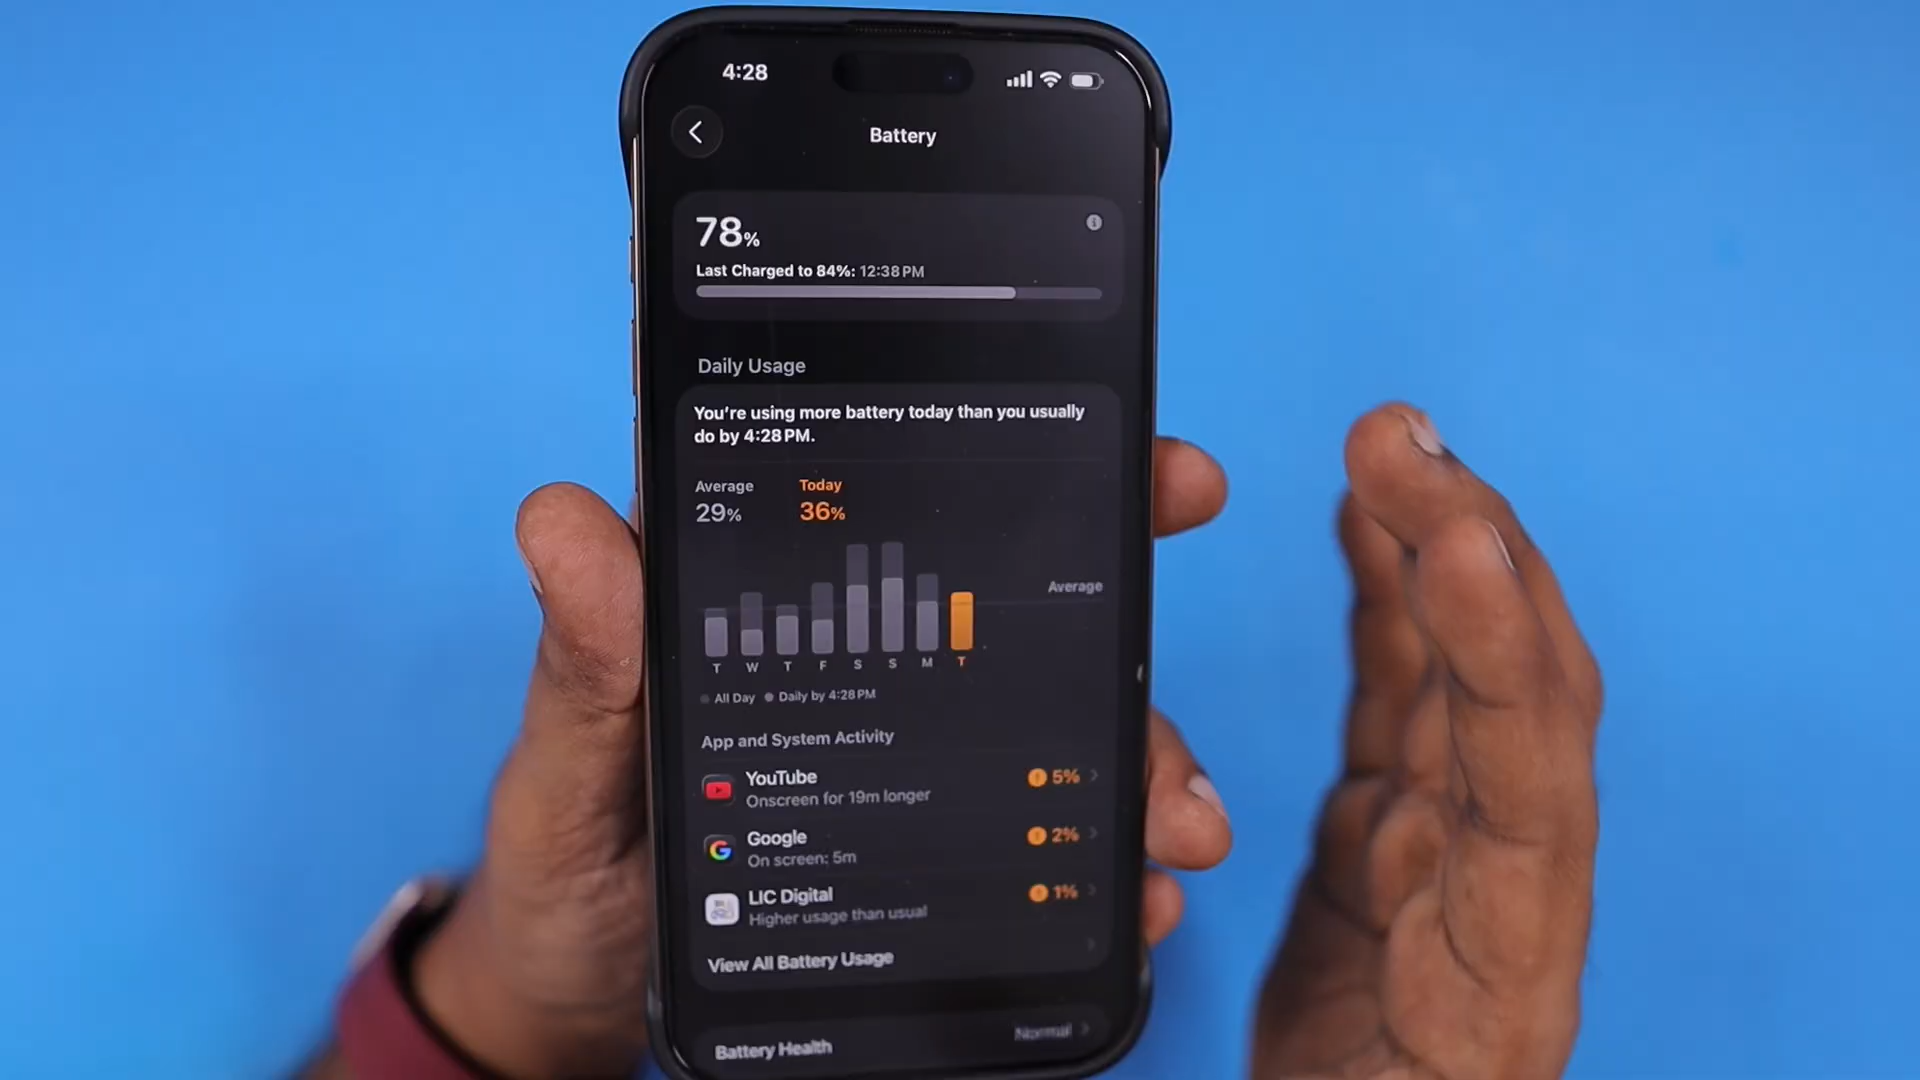 4:28
Battery
78%
Last Charged to 84%: 12:38 PM
Daily Usage
You're using more battery today than you usually
do by 4:28 PM.
Average
Today
29%
36%
Average
T W T F S S M T
All Day Daily by 4:28 PM
App and System Activity
YouTube
5%
Onscreen for 19m longer
Google
2%
On screen: 5m
LIC Digital
1%
Higher usage than usual
View All Battery Usage
Battery Health
Normal